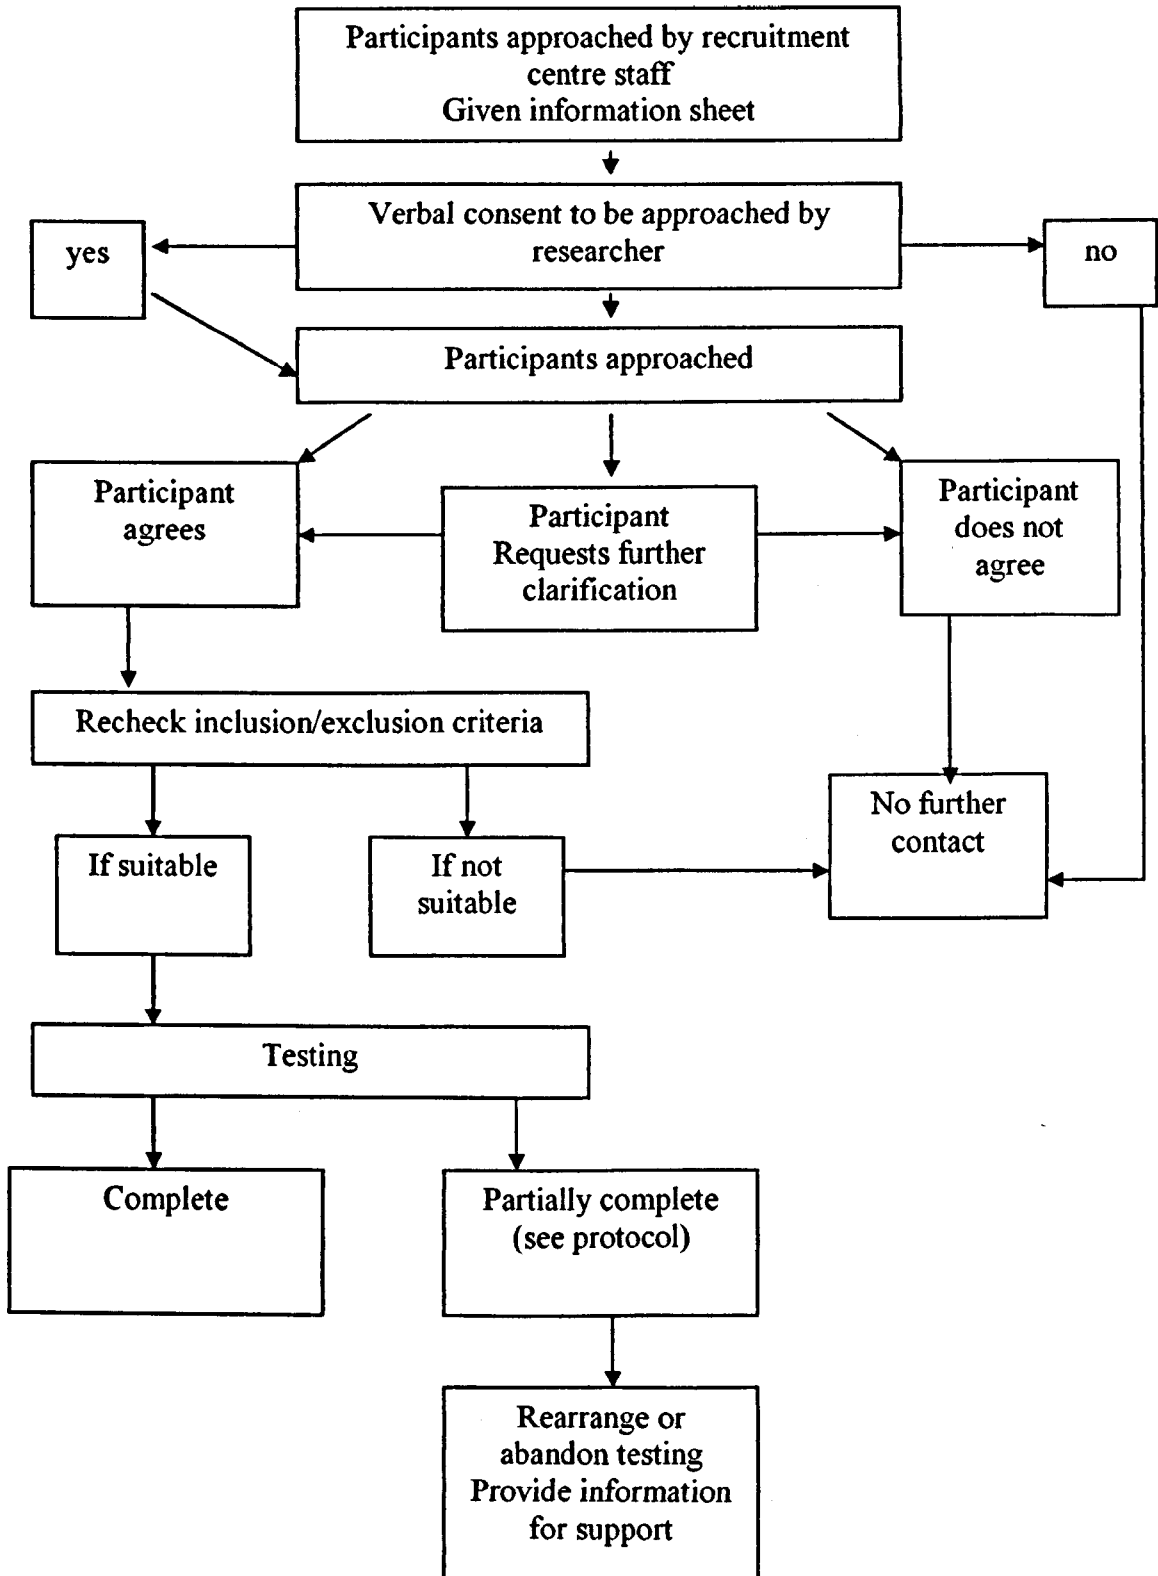 Participants approached by recruitment
centre staff
Given information sheet
Verbal consent to be approached by
researcher
yes
no
Participants approached
Participant
agrees
Participant
Requests further
clarification
Participant
does not
agree
Recheck inclusion/exclusion criteria
No further
contact
If suitable
If not
suitable
Testing
Complete
Partially complete
(see protocol)
Rearrange or
abandon testing
Provide information
for support